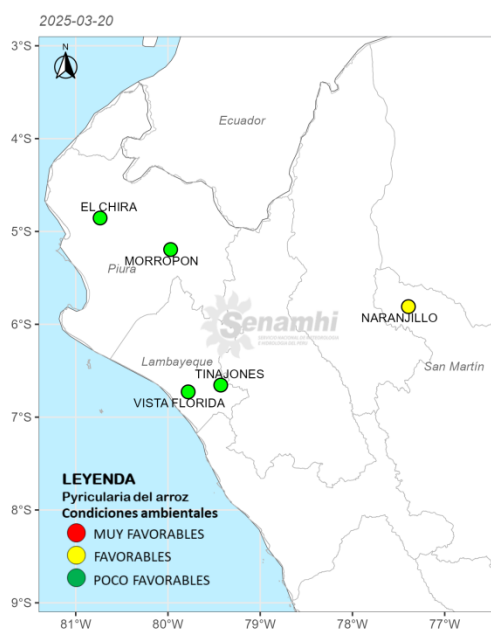 2025-03-20
3°S
N
Ecuador
4°S
EL CHIRA
5°S
MORROPON
Piura
NARANJILLO
6°S
Senamhi
Lambayeque
San Martín
TINAJONES
VISTA FLORIDA
7°S
LEYENDA
Pyricularia del arroz
Condiciones ambientales
MUY FAVORABLES
FAVORABLES
POCO FAVORABLES
8°S
9°S
81°W
80°W
79°W
78°W
77°W